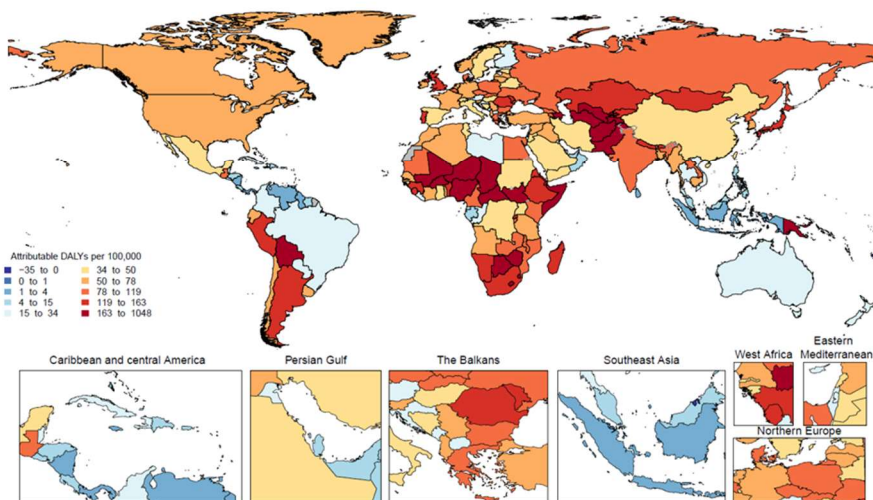 Attributable DALYs per 100,000
−35 to 0
0 to 1
1 to 4
4 to 15
15 to 34
34 to 50
50 to 78
78 to 119
119 to 163
163 to 1048
Caribbean and central America
Persian Gulf
The Balkans
Southeast Asia
West Africa
Eastern
Mediterranean
Northern Europe